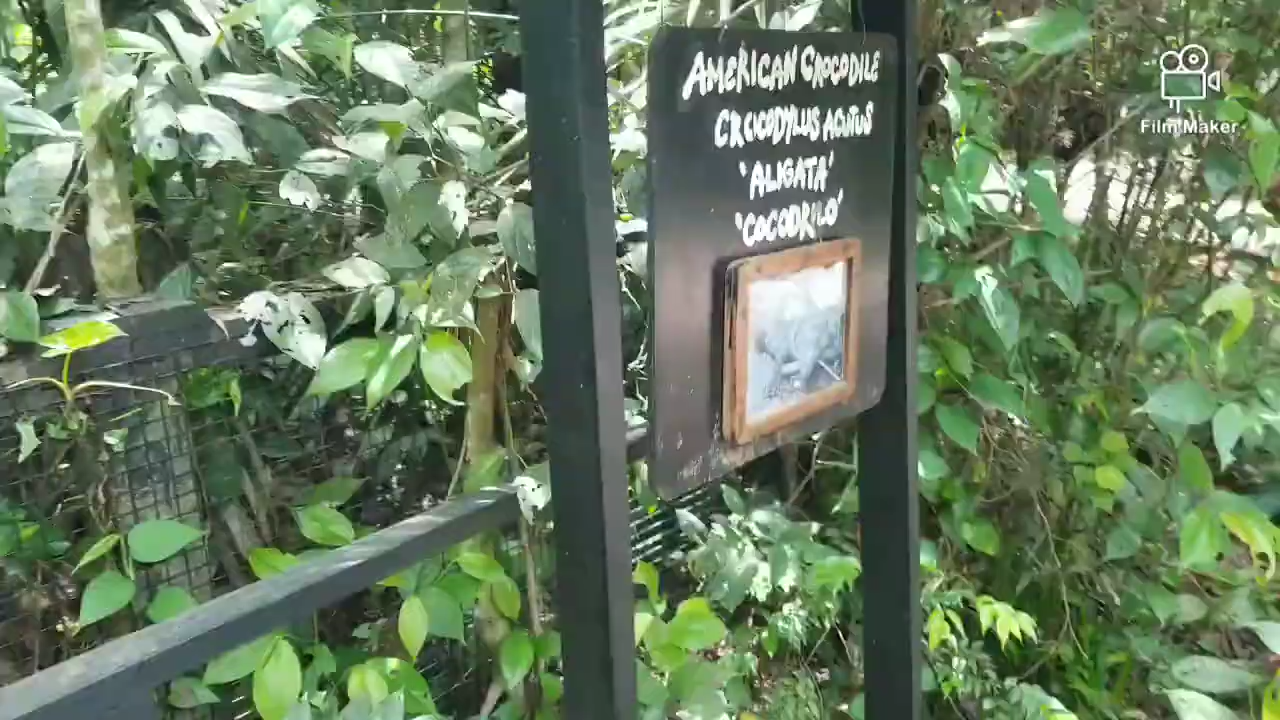 AMERICAN CROCODILE
CROCODYLUS ACUTUS
'ALIGATA'
'COCODRILO'
Film Maker